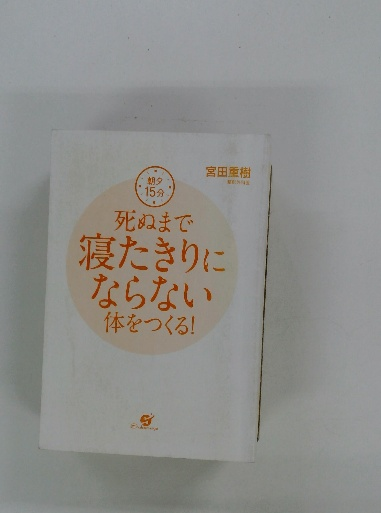 宮田重樹
朝夕
15分
死ぬまで
寝たきりに
ならない
体をつくる!